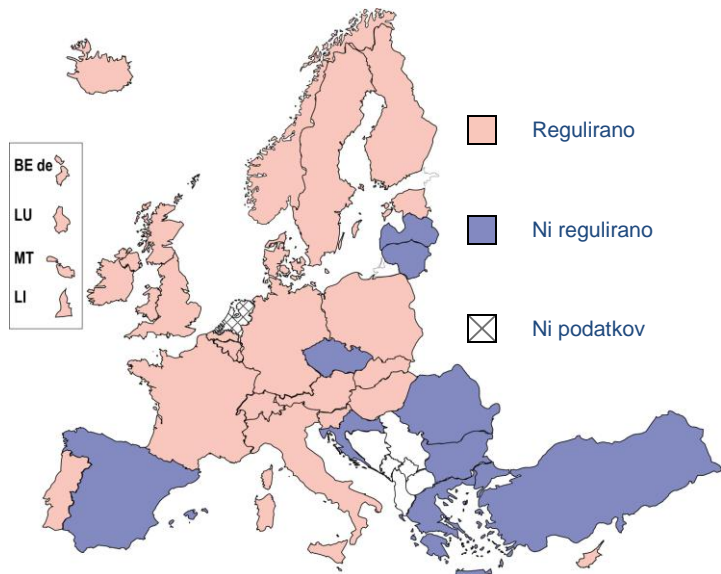 Regulirano
BE de
LU
Ni regulirano
MT
LI
Ni podatkov